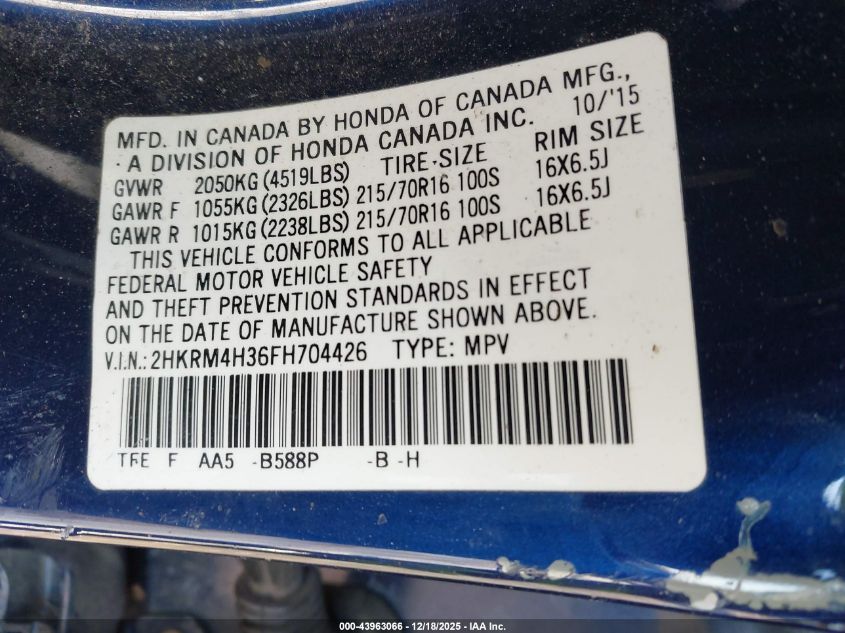 MFD. IN CANADA BY HONDA OF CANADA MFG.,
A DIVISION OF HONDA CANADA INC. 10/'15
GVWR 2050KG (4519LBS) TIRE-SIZE RIM SIZE
GAWR F 1055KG (2326LBS) 215/70R16 100S 16X6.5J
GAWR R 1015KG (2238LBS) 215/70R16 100S 16X6.5J
THIS VEHICLE CONFORMS TO ALL APPLICABLE
FEDERAL MOTOR VEHICLE SAFETY
AND THEFT PREVENTION STANDARDS IN EFFECT
ON THE DATE OF MANUFACTURE SHOWN ABOVE.
V.I.N.: 2HKRM4H36FH704426 TYPE: MPV
F AA5 -B588P -B -H
000-43963066 - 12/18/2025 - IAA Inc.